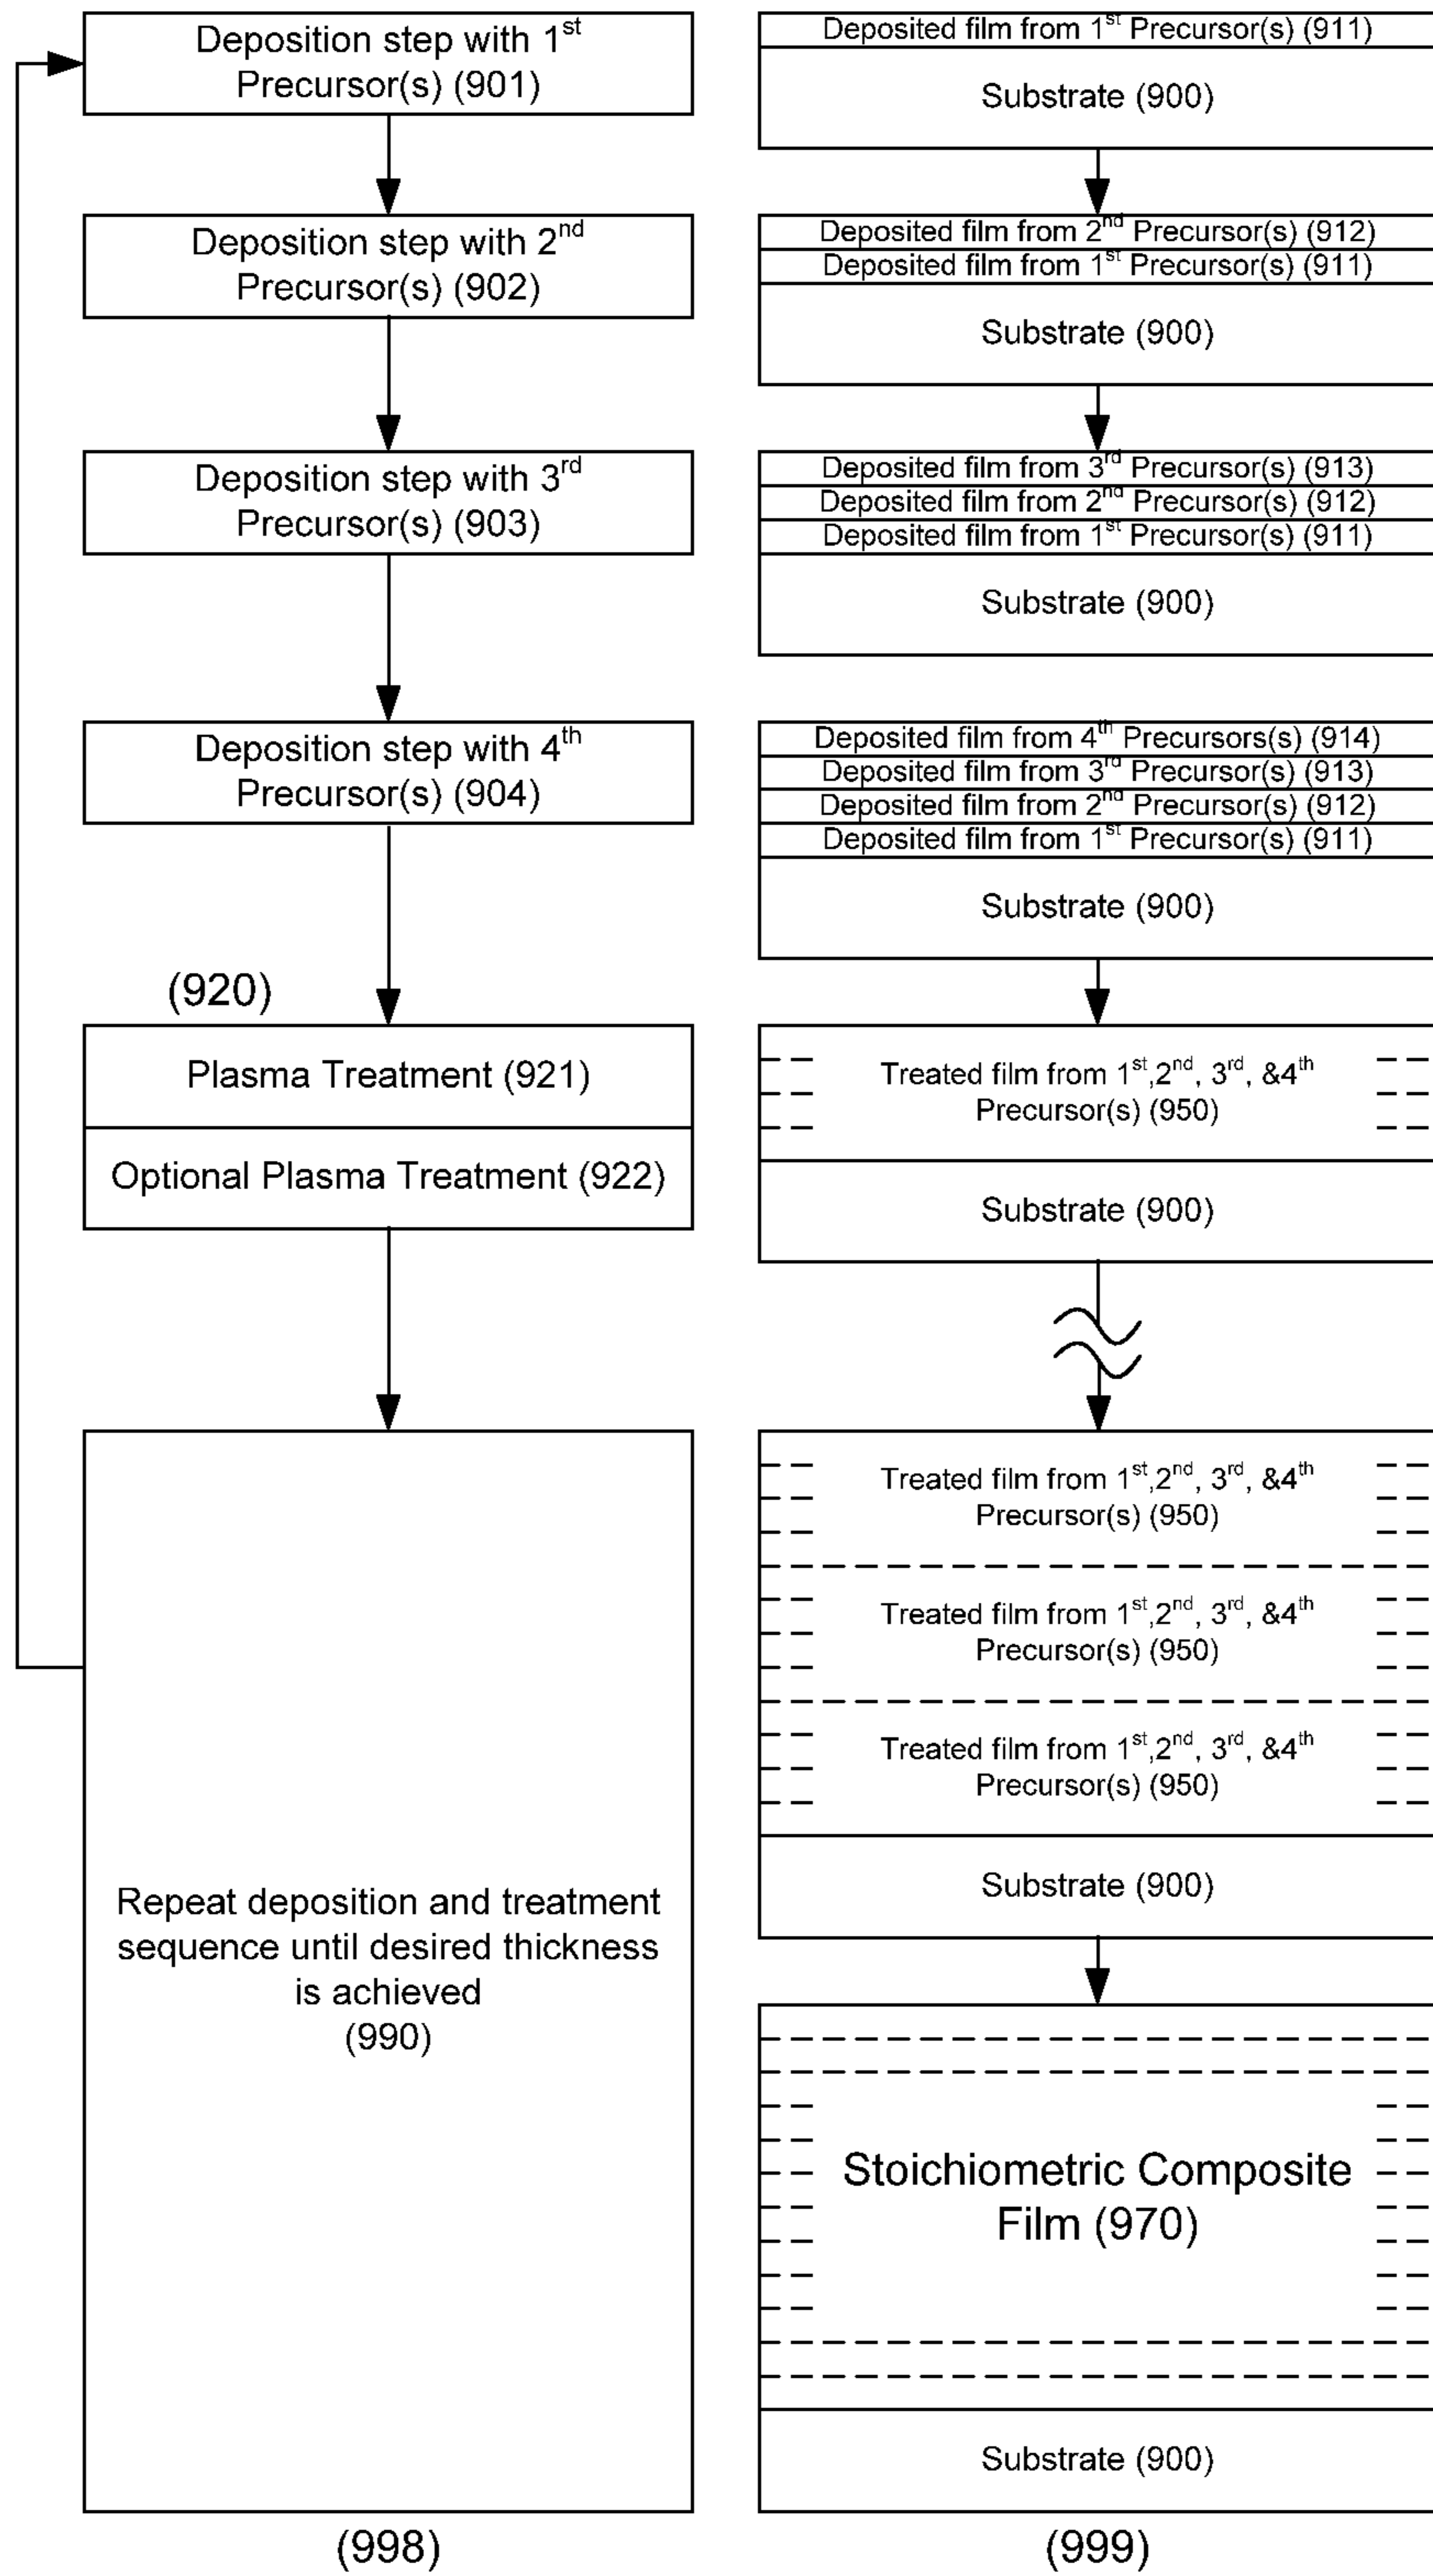 Deposition step with 1st
Precursor(s) (901)
Deposition step with 2nd
Precursor(s) (902)
Deposition step with 3rd
Precursor(s) (903)
Deposition step with 4th
Precursor(s) (904)
(920)
Plasma Treatment (921)
Optional Plasma Treatment (922)
Repeat deposition and treatment
sequence until desired thickness
is achieved
(990)
(998)
Deposited film from 1st Precursor(s) (911)
Substrate (900)
Deposited film from 2nd Precursor(s) (912)
Deposited film from 1st Precursor(s) (911)
Substrate (900)
Deposited film from 3rd Precursor(s) (913)
Deposited film from 2nd Precursor(s) (912)
Deposited film from 1st Precursor(s) (911)
Substrate (900)
Deposited film from 4th Precursors(s) (914)
Deposited film from 3rd Precursor(s) (913)
Deposited film from 2nd Precursor(s) (912)
Deposited film from 1st Precursor(s) (911)
Substrate (900)
Treated film from 1st,2nd, 3rd, &4th
Precursor(s) (950)
Substrate (900)
Treated film from 1st,2nd, 3rd, &4th
Precursor(s) (950)
Treated film from 1st,2nd, 3rd, &4th
Precursor(s) (950)
Treated film from 1st,2nd, 3rd, &4th
Precursor(s) (950)
Substrate (900)
Stoichiometric Composite
Film (970)
Substrate (900)
(999)